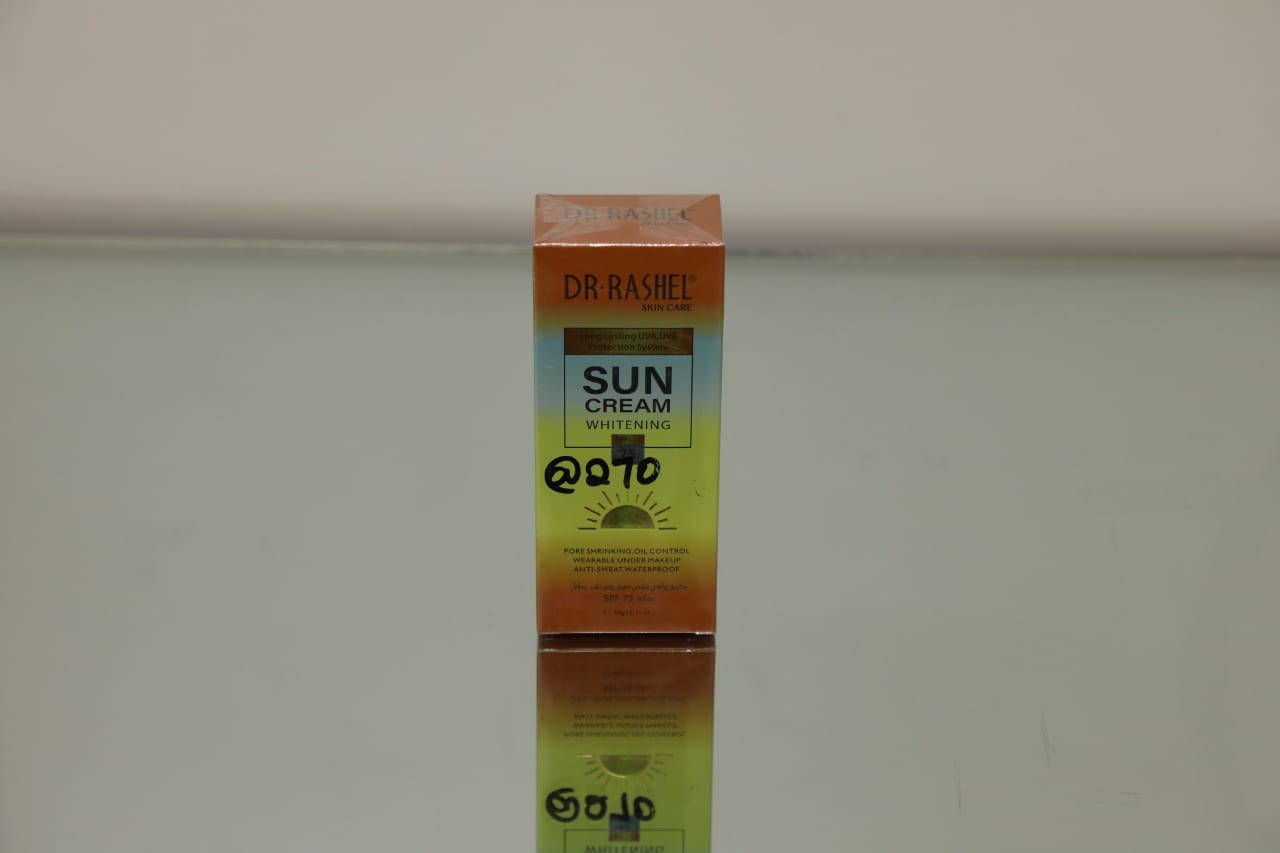 DR·RASHEL
DR·RASHEL®
SKIN CARE
Long Lasting UVA,UVB
Protection System
SUN
CREAM
WHITENING
75
@270
PORE SHRINKING,OIL CONTROL
WEARABLE UNDER MAKEUP
ANTI-SWEAT,WATERPROOF
SPF 75